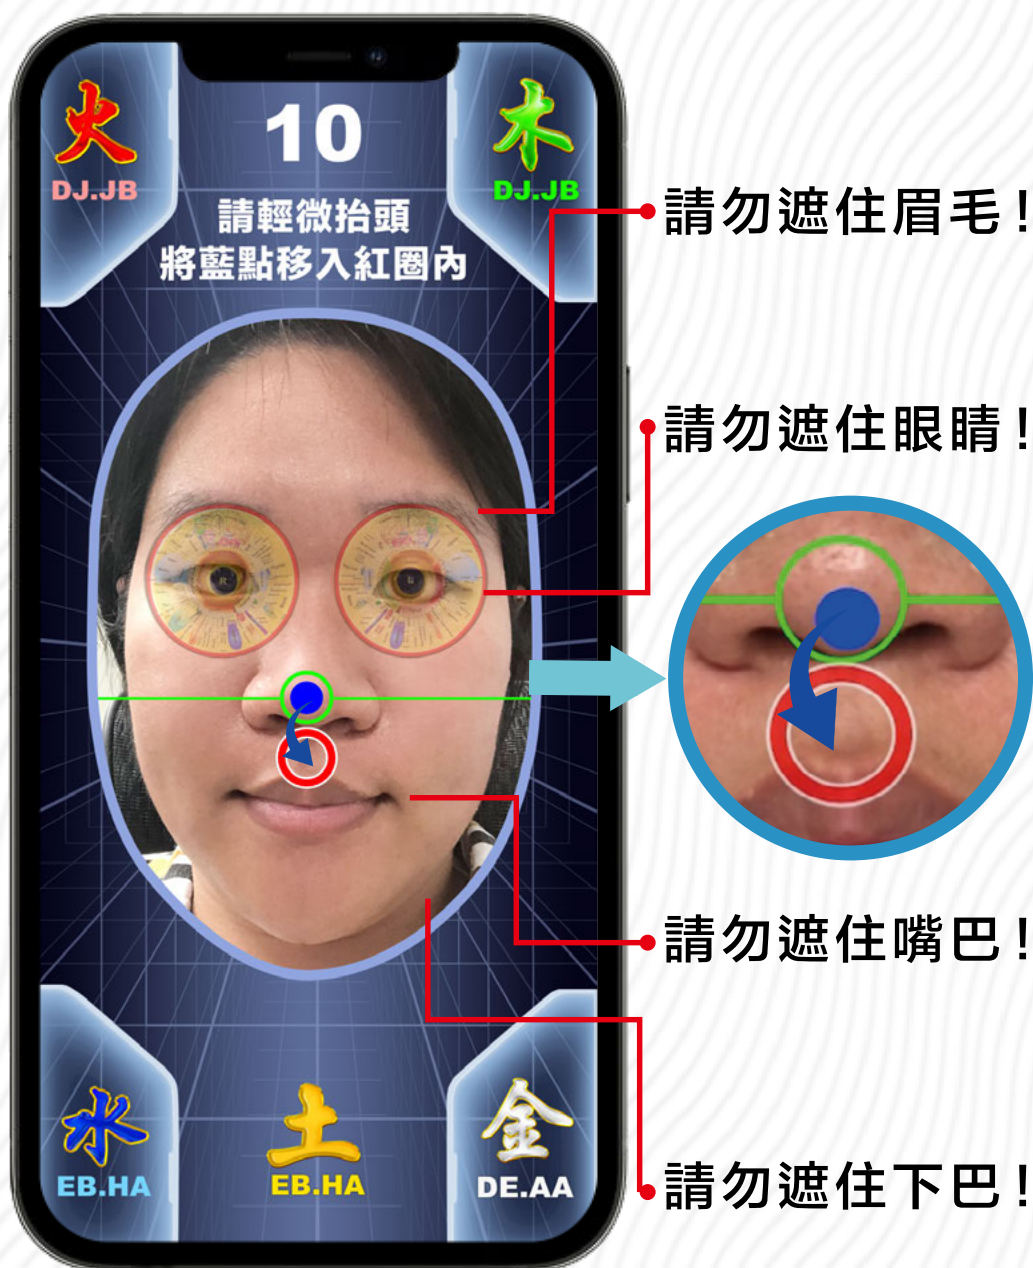 火
DJ.JB
10
木
DJ.JB
請輕微抬頭
將藍點移入紅圈內
請勿遮住眉毛！
請勿遮住眼睛！
請勿遮住嘴巴！
請勿遮住下巴！
水
EB.HA
土
EB.HA
金
DE.AA